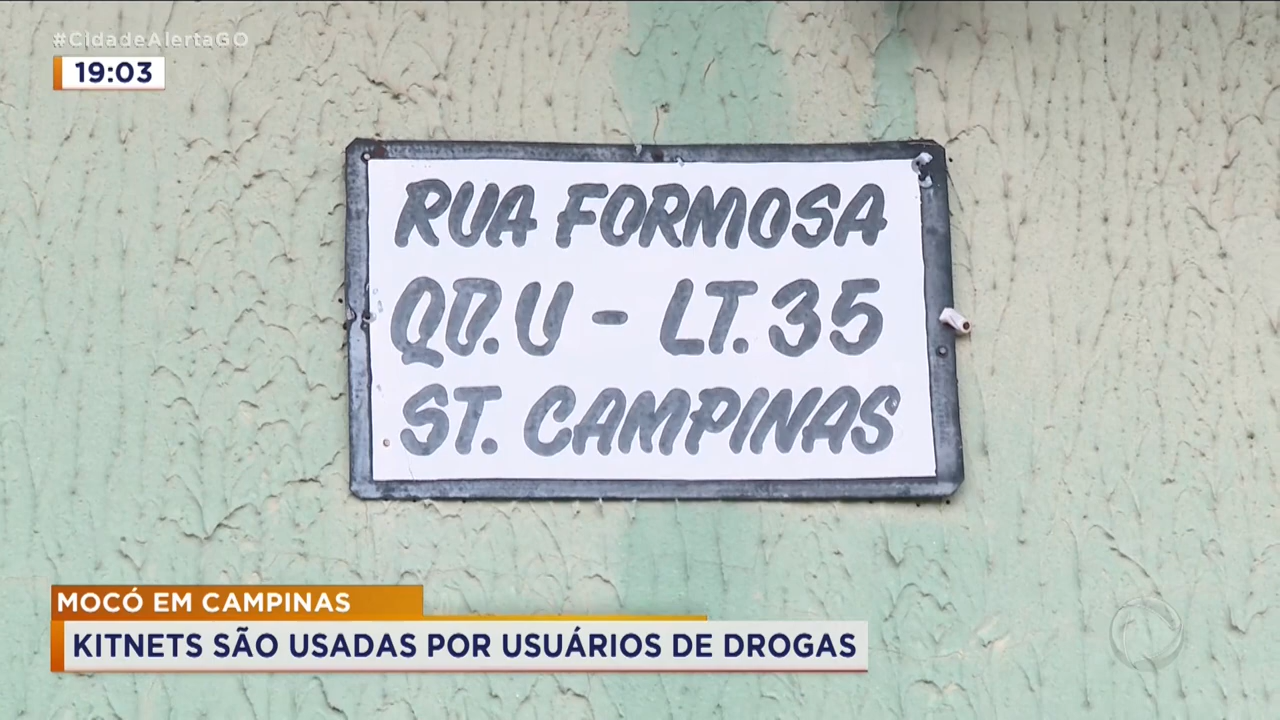 #CidadeAlertaGO
19:03
RUA FORMOSA
QD. U - LT. 35
ST. CAMPINAS
MOCÓ EM CAMPINAS
KITNETS SÃO USADAS POR USUÁRIOS DE DROGAS